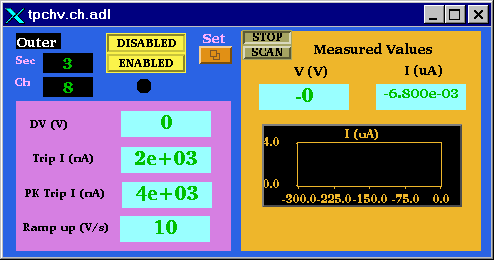 tpchv.ch.adl
Outer
Sec 3
Ch 8
DISABLED
ENABLED
Set
DV (V) 0
Trip I (nA) 2e+03
PK Trip I (nA) 4e+03
Ramp up (V/s) 10
STOP
SCAN
Measured Values
V (V) I (uA)
-0 -6.800e-03
I (uA)
4.0
0.0
-300.0 -225.0 -150.0 -75.0 0.0